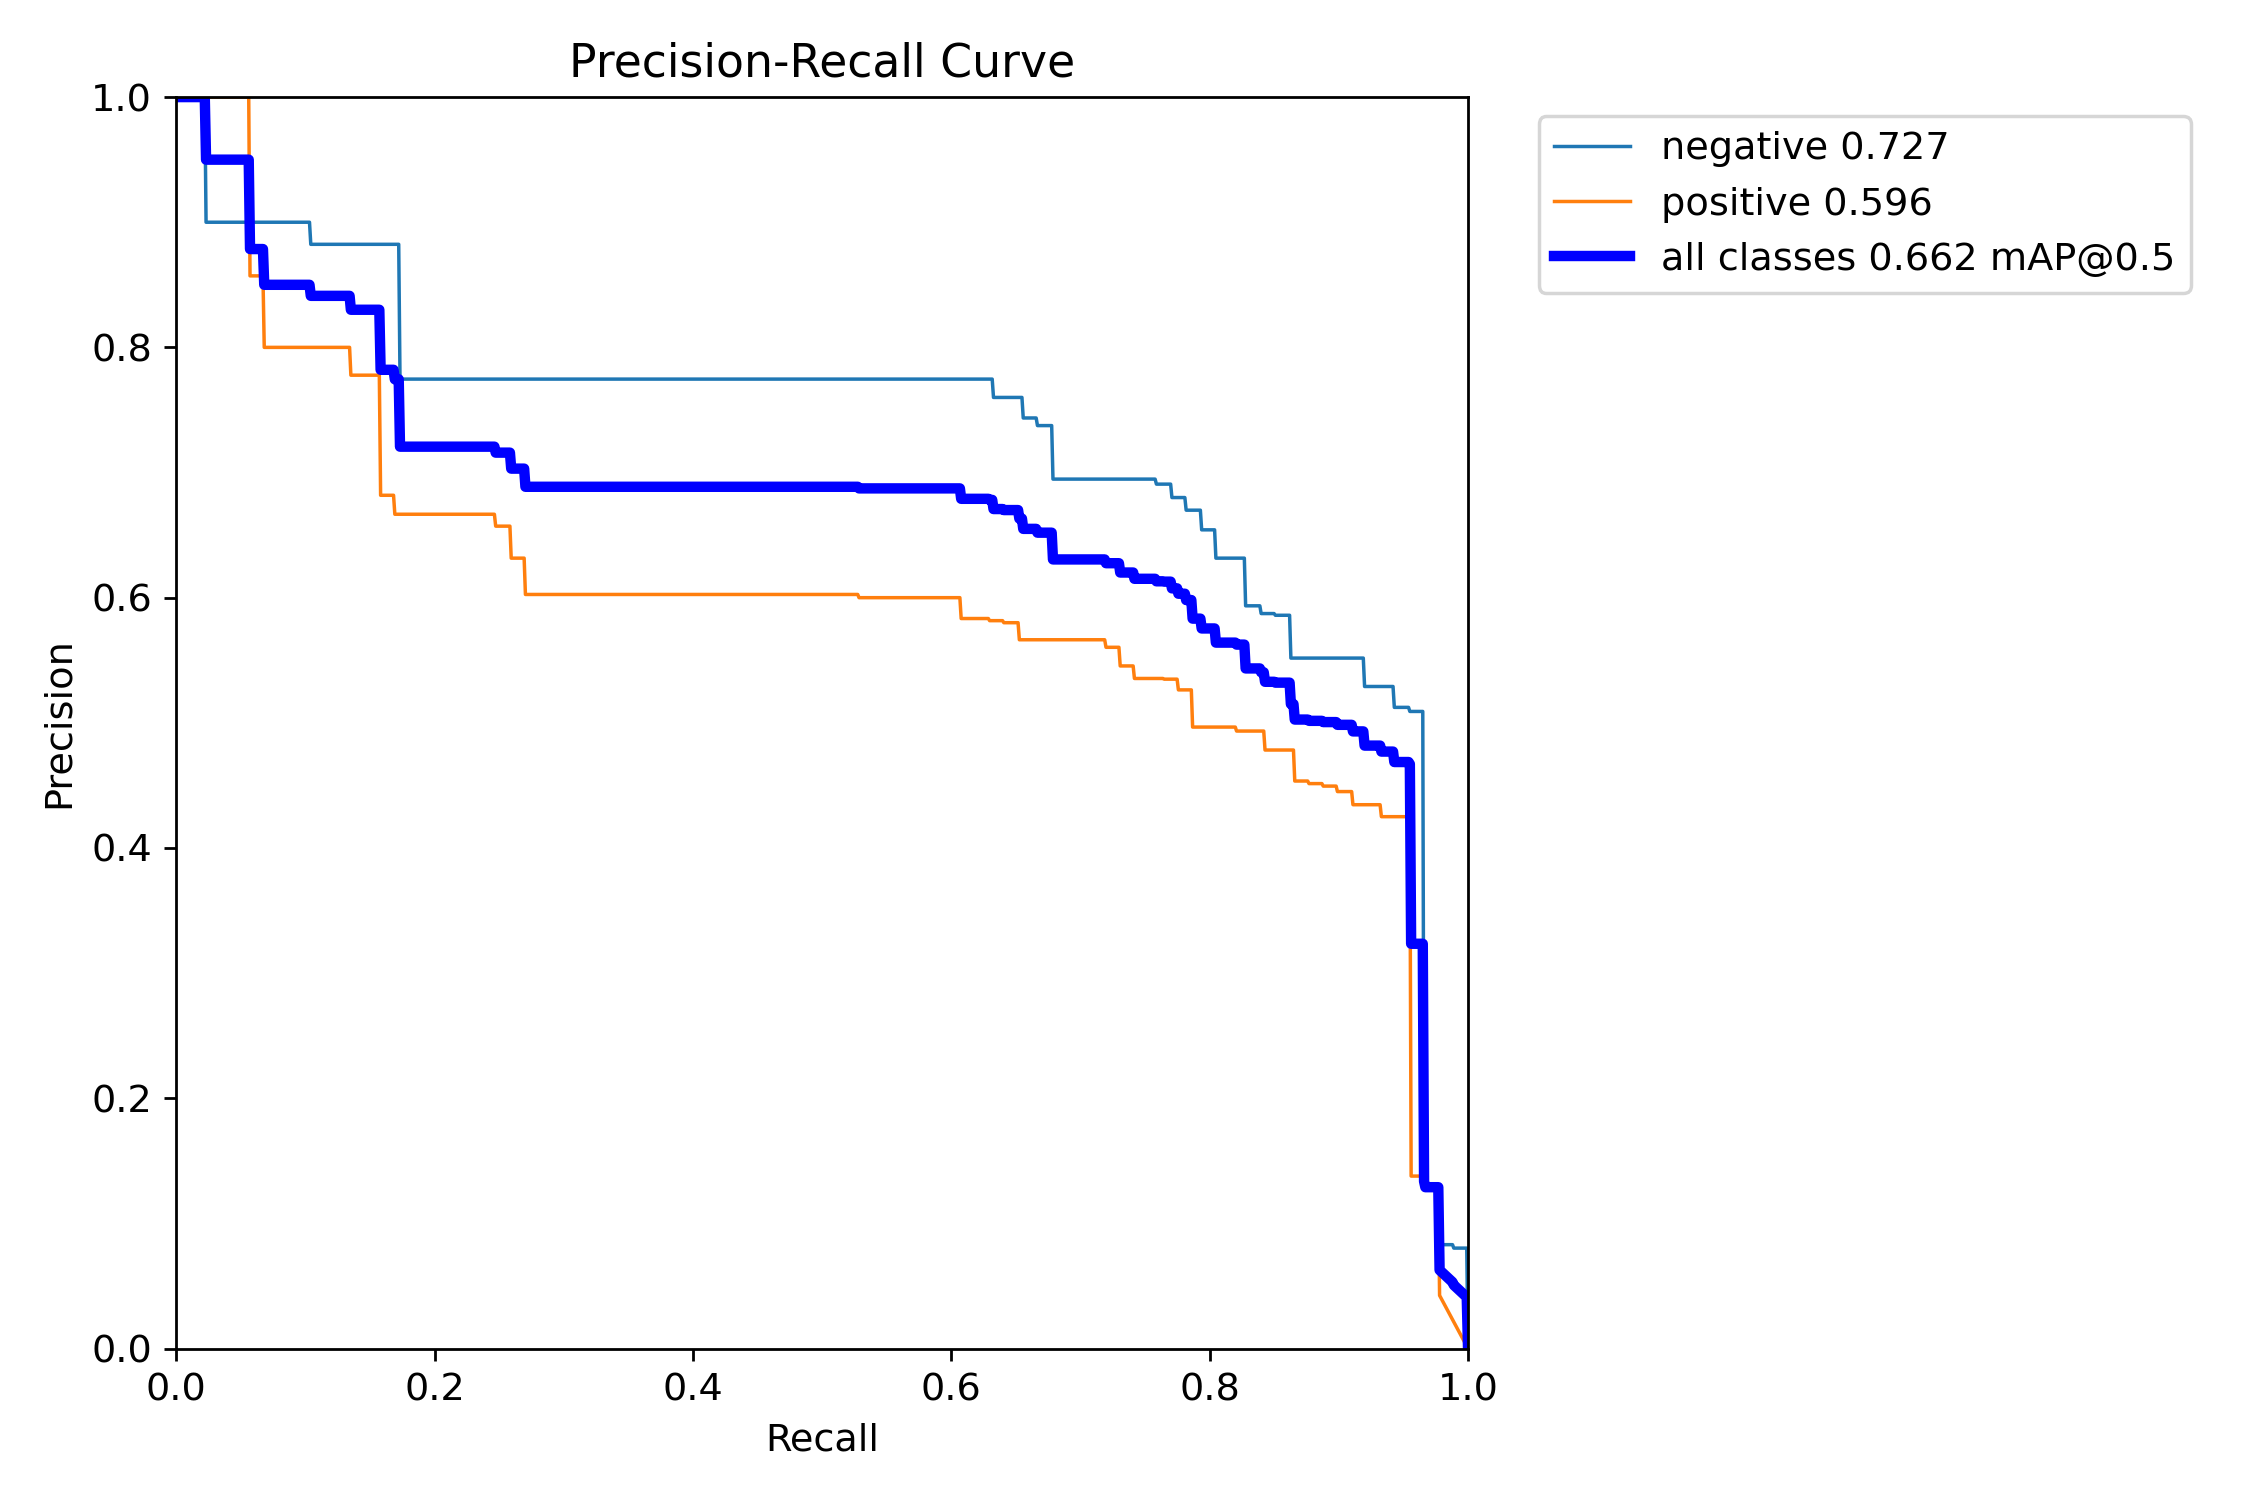 Precision-Recall Curve
negative 0.727
positive 0.596
all classes 0.662 mAP@0.5
Precision
1.0
0.8
0.6
0.4
0.2
0.0
0.0 0.2 0.4 0.6 0.8 1.0
Recall